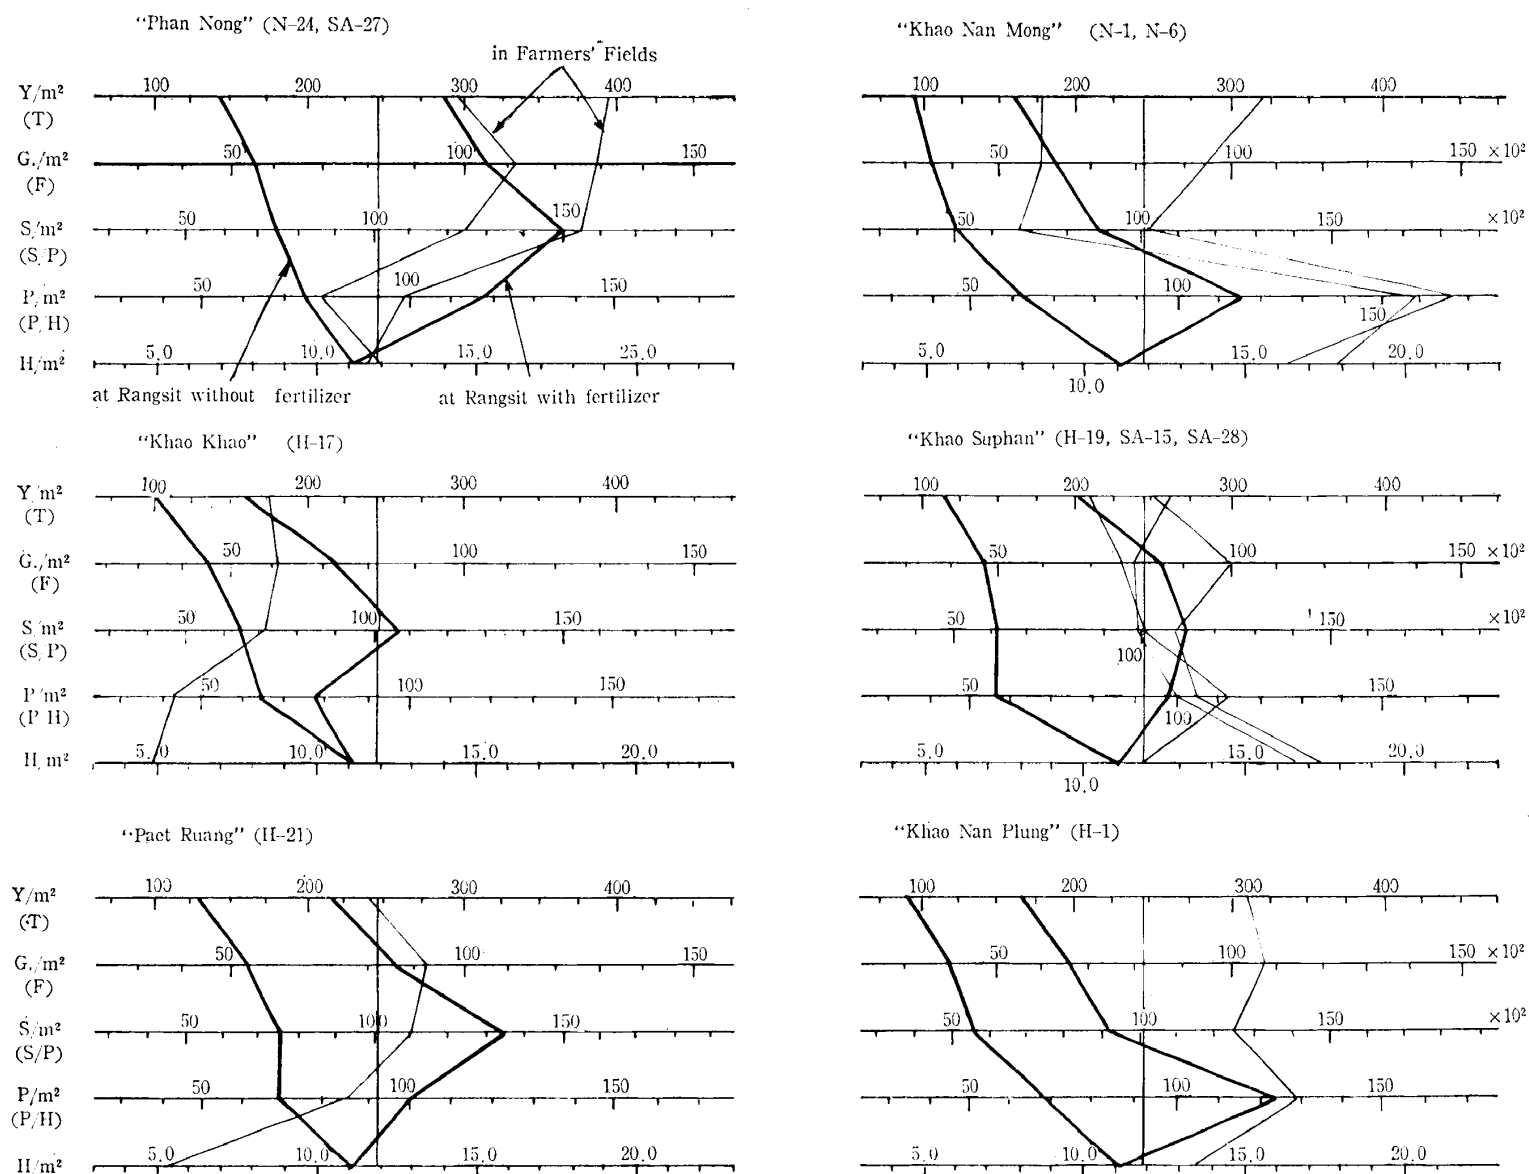 "Phan Nong" (N-24, SA-27)
in Farmers' Fields
Y/m² 100 200 300 400
(T)
G./m² 50 100 150
(F)
S/m² 50 100 150
(S/P)
P/m² 50 100 150
(P/H)
H/m² 5.0 10.0 15.0 25.0
at Rangsit without fertilizer at Rangsit with fertilizer
"Khao Nan Mong" (N-1, N-6)
100 200 300 400
50 100 150 ×10²
50 100 150 ×10²
50 100 150
5.0 10.0 15.0 20.0
"Khao Khao" (H-17)
Y/m² 100 200 300 400
(T)
G./m² 50 100 150
(F)
S/m² 50 100 150
(S/P)
P/m² 50 100 150
(P/H)
H/m² 5.0 10.0 15.0 20.0
"Khao Suphan" (H-19, SA-15, SA-28)
100 200 300 400
50 100 150 ×10²
50 100 150 ×10²
50 100 150
5.0 10.0 15.0 20.0
"Paet Ruang" (H-21)
Y/m² 100 200 300 400
(T)
G./m² 50 100 150
(F)
S/m² 50 100 150
(S/P)
P/m² 50 100 150
(P/H)
H/m² 5.0 10.0 15.0 20.0
"Khao Nan Plung" (H-1)
100 200 300 400
50 100 150 ×10²
50 100 150 ×10²
50 100 150
5.0 10.0 15.0 20.0